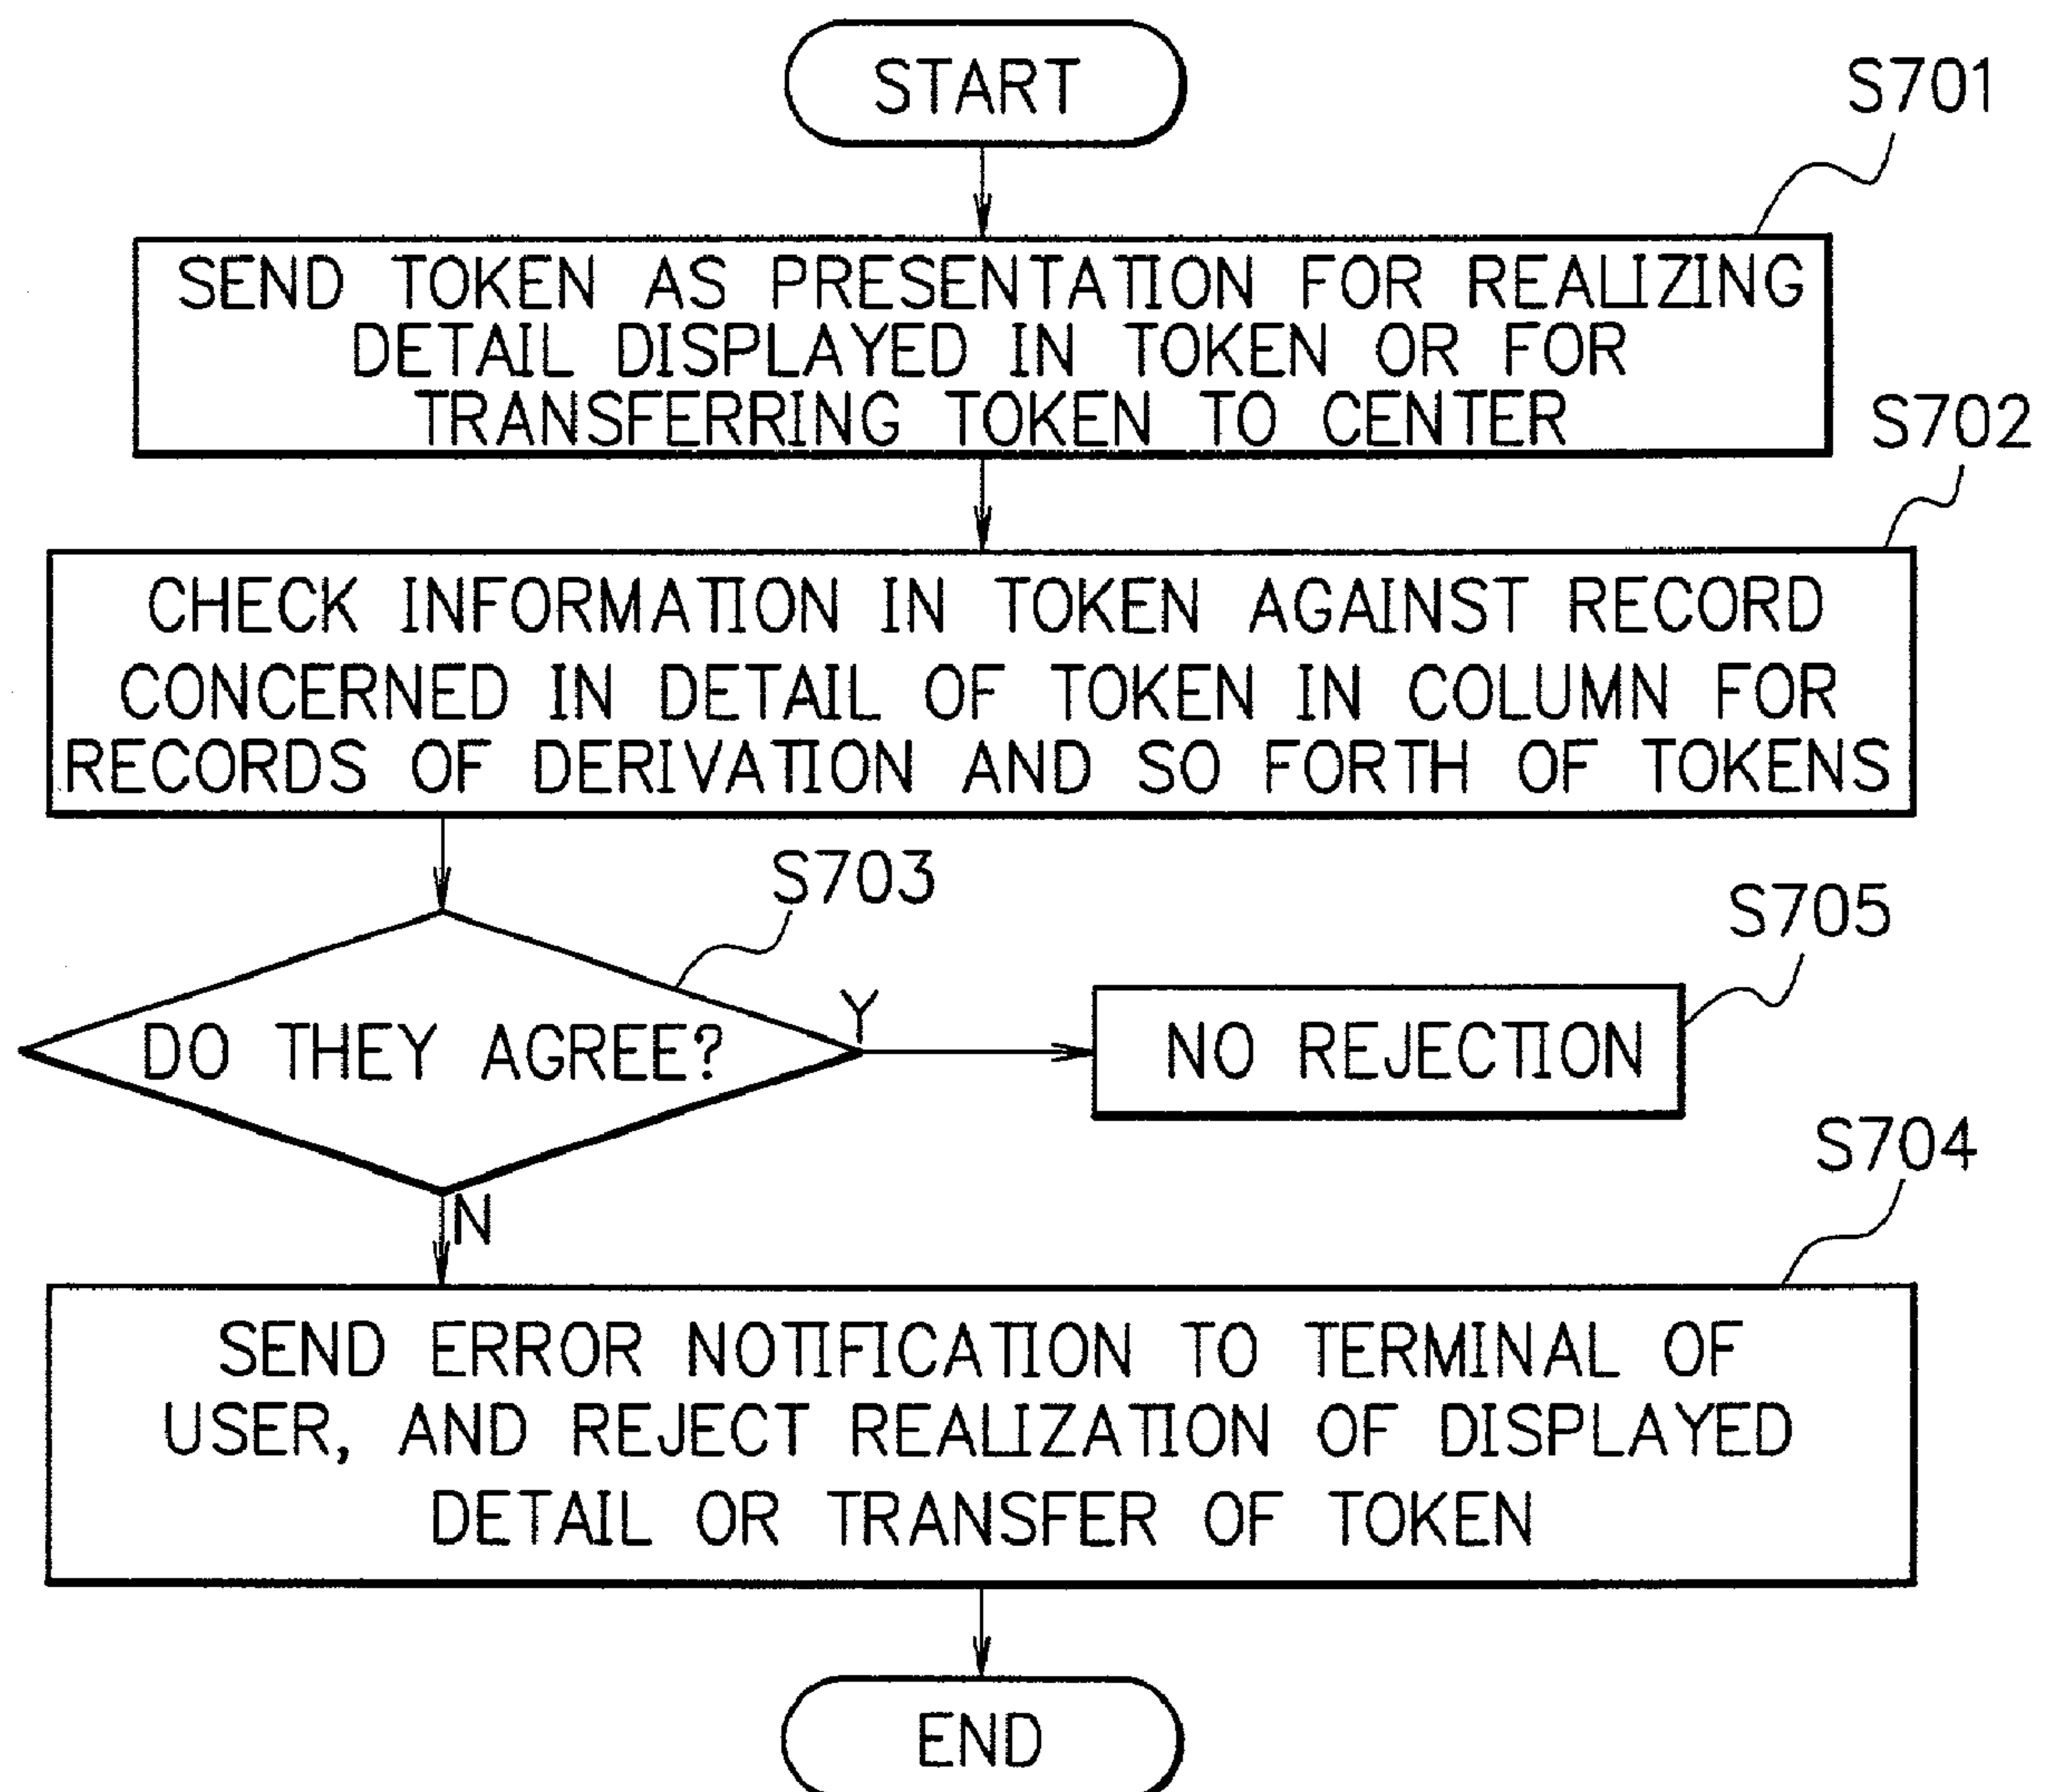 START
S701
SEND TOKEN AS PRESENTATION FOR REALIZING
DETAIL DISPLAYED IN TOKEN OR FOR
TRANSFERRING TOKEN TO CENTER
S702
CHECK INFORMATION IN TOKEN AGAINST RECORD
CONCERNED IN DETAIL OF TOKEN IN COLUMN FOR
RECORDS OF DERIVATION AND SO FORTH OF TOKENS
S703
DO THEY AGREE?
Y
S705
NO REJECTION
N
S704
SEND ERROR NOTIFICATION TO TERMINAL OF
USER, AND REJECT REALIZATION OF DISPLAYED
DETAIL OR TRANSFER OF TOKEN
END